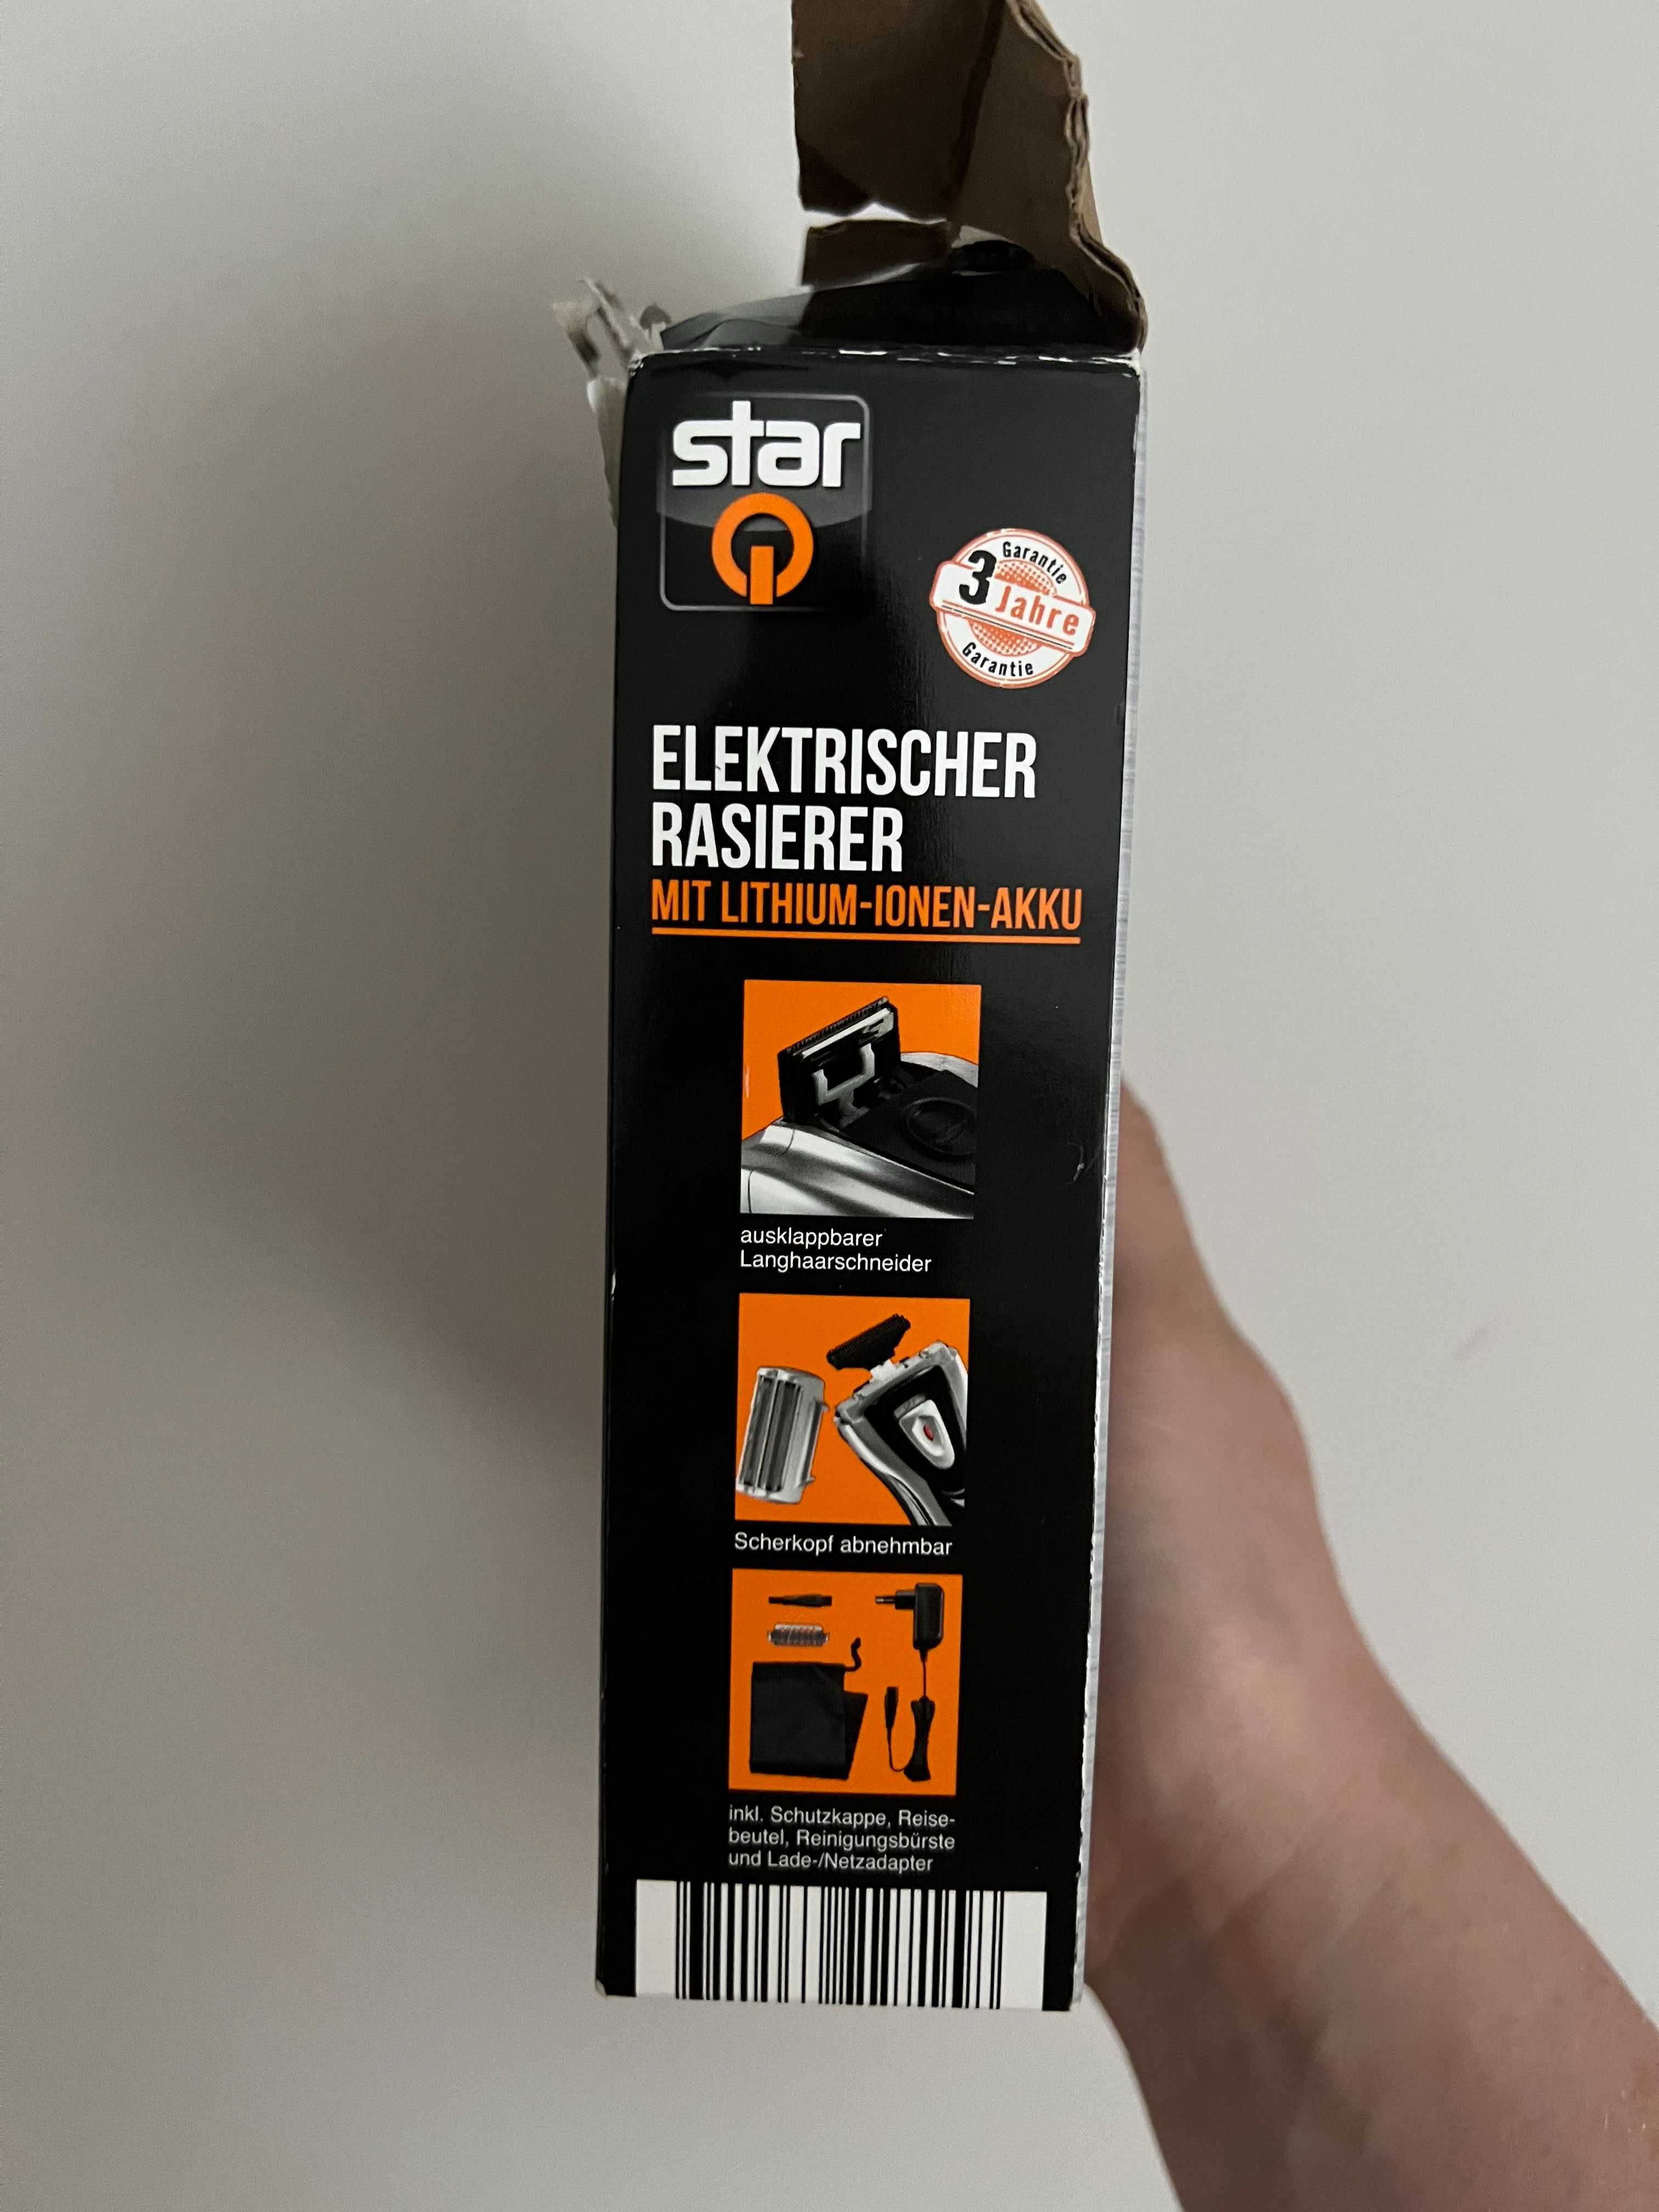 star
Q
Garantie
3 Jahre
Garantie
ELEKTRISCHER
RASIERER
MIT LITHIUM-IONEN-AKKU
ausklappbarer
Langhaarschneider
Scherkopf abnehmbar
inkl. Schutzkappe, Reise-
beutel, Reinigungsbürste
und Lade-/Netzadapter